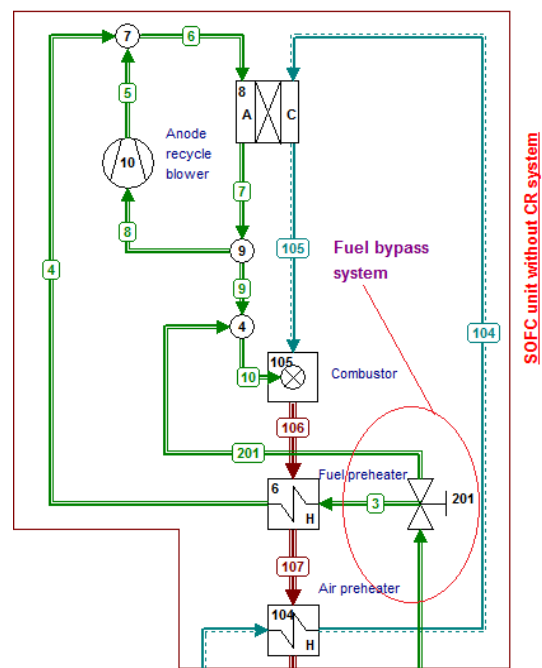 7
6
5
8
A
C
Anode
recycle
blower
10
7
8
9
105
Fuel bypass
system
4
9
104
SOFC unit without CR system
4
105
10
Combustor
106
201
6
H
Fuel preheater
3
201
107
Air preheater
104
H